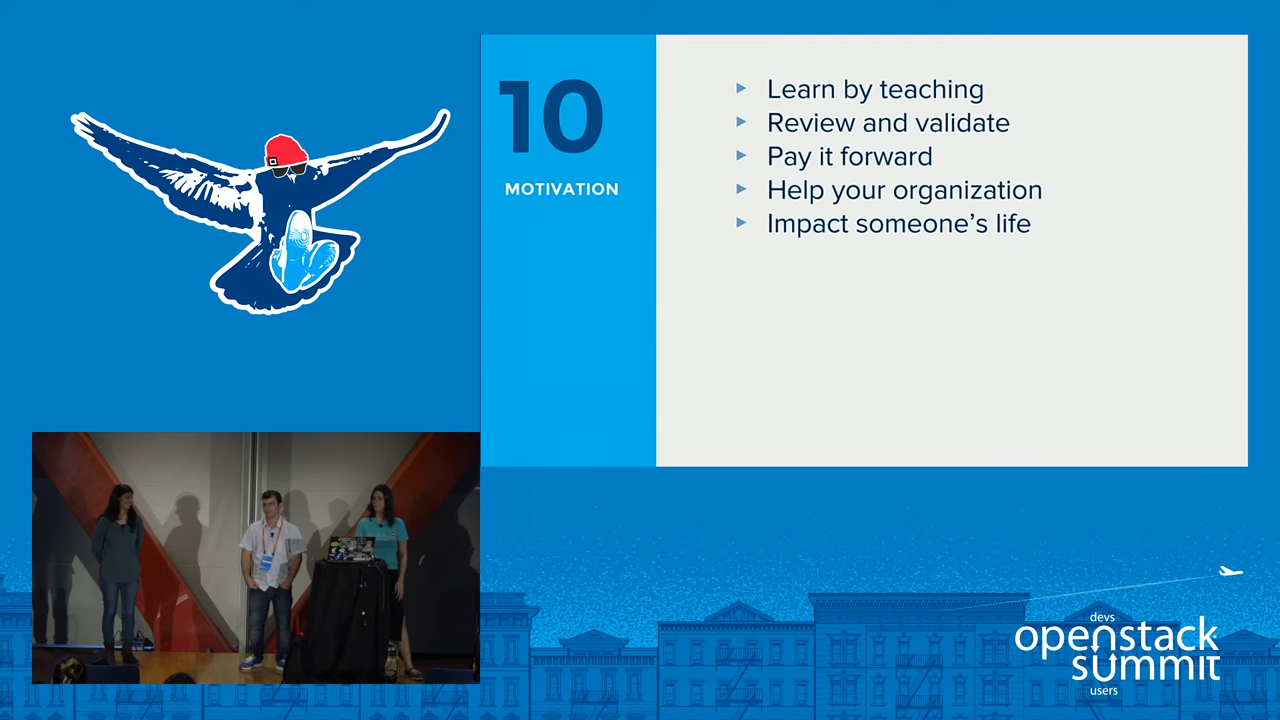 10
MOTIVATION
Learn by teaching
Review and validate
Pay it forward
Help your organization
Impact someone’s life
devs
openstack
summit
users